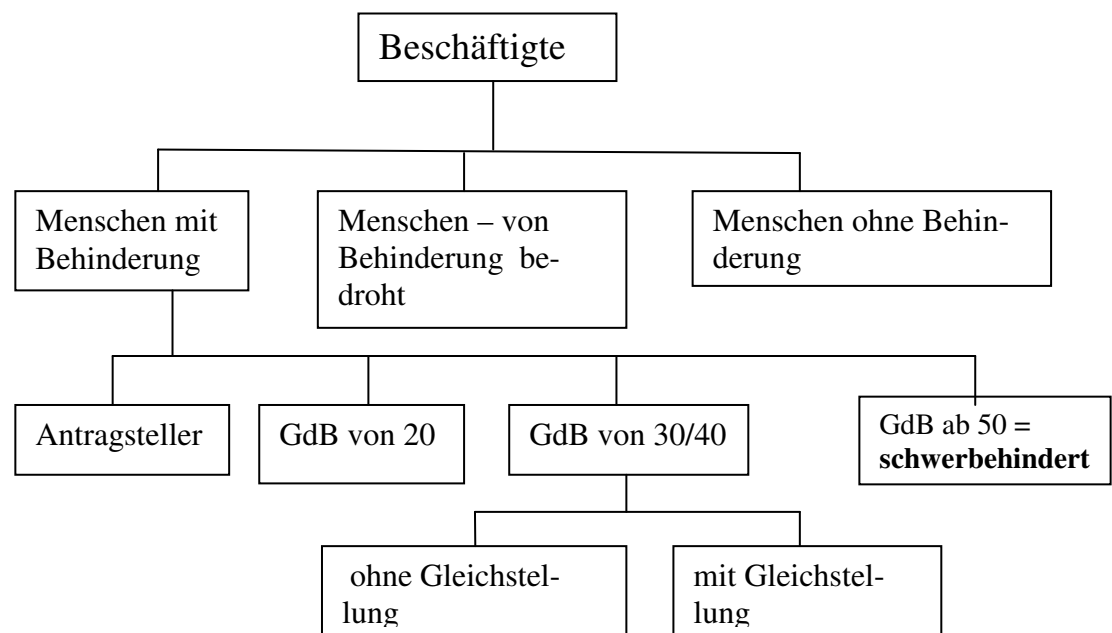 Beschäftigte
Menschen mit
Behinderung
Menschen – von
Behinderung be-
droht
Menschen ohne Behin-
derung
Antragsteller
GdB von 20
GdB von 30/40
GdB ab 50 =
schwerbehindert
ohne Gleichstel-
lung
mit Gleichstel-
lung